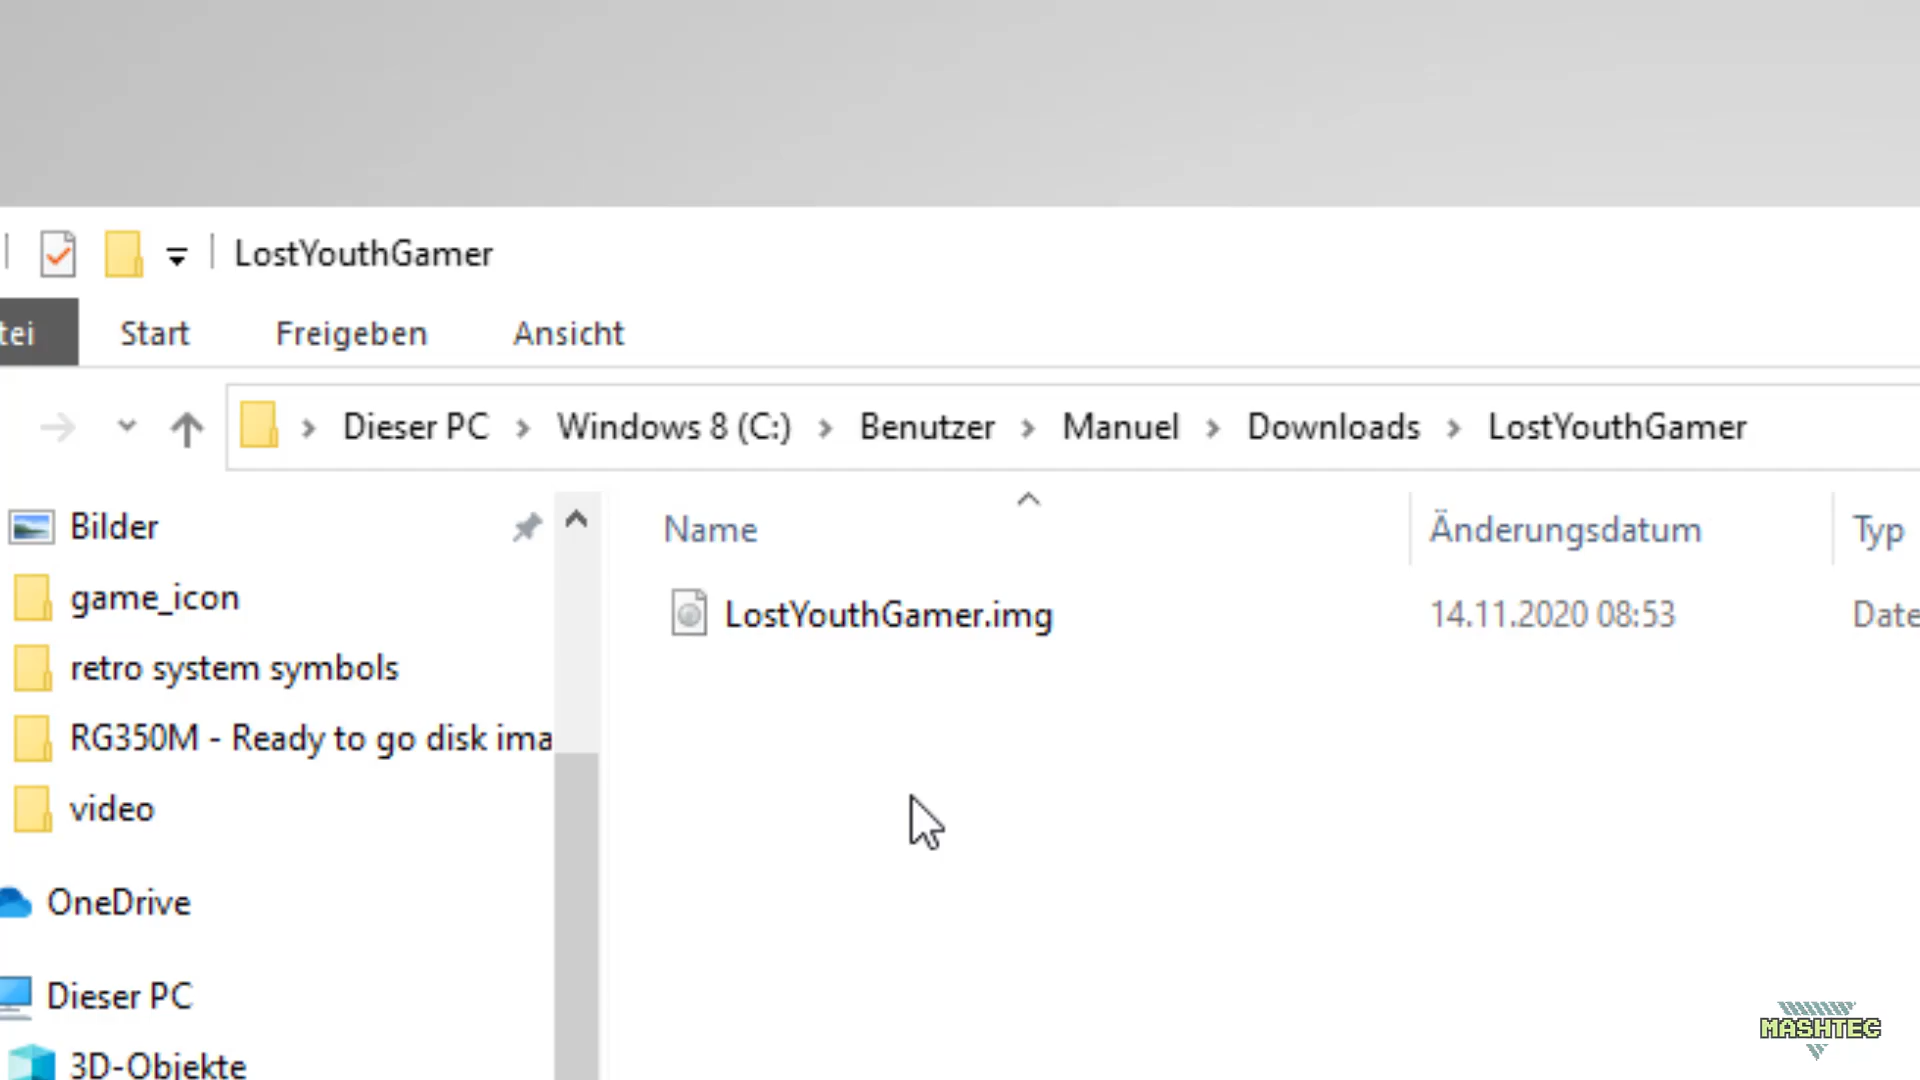 LostYouthGamer
tei Start Freigeben Ansicht
Dieser PC Windows 8 (C:) Benutzer Manuel Downloads LostYouthGamer
Bilder
game_icon
retro system symbols
RG350M - Ready to go disk ima
video
OneDrive
Dieser PC
3D-Objekte
Name Änderungsdatum Typ
LostYouthGamer.img 14.11.2020 08:53 Date
MASHTEC